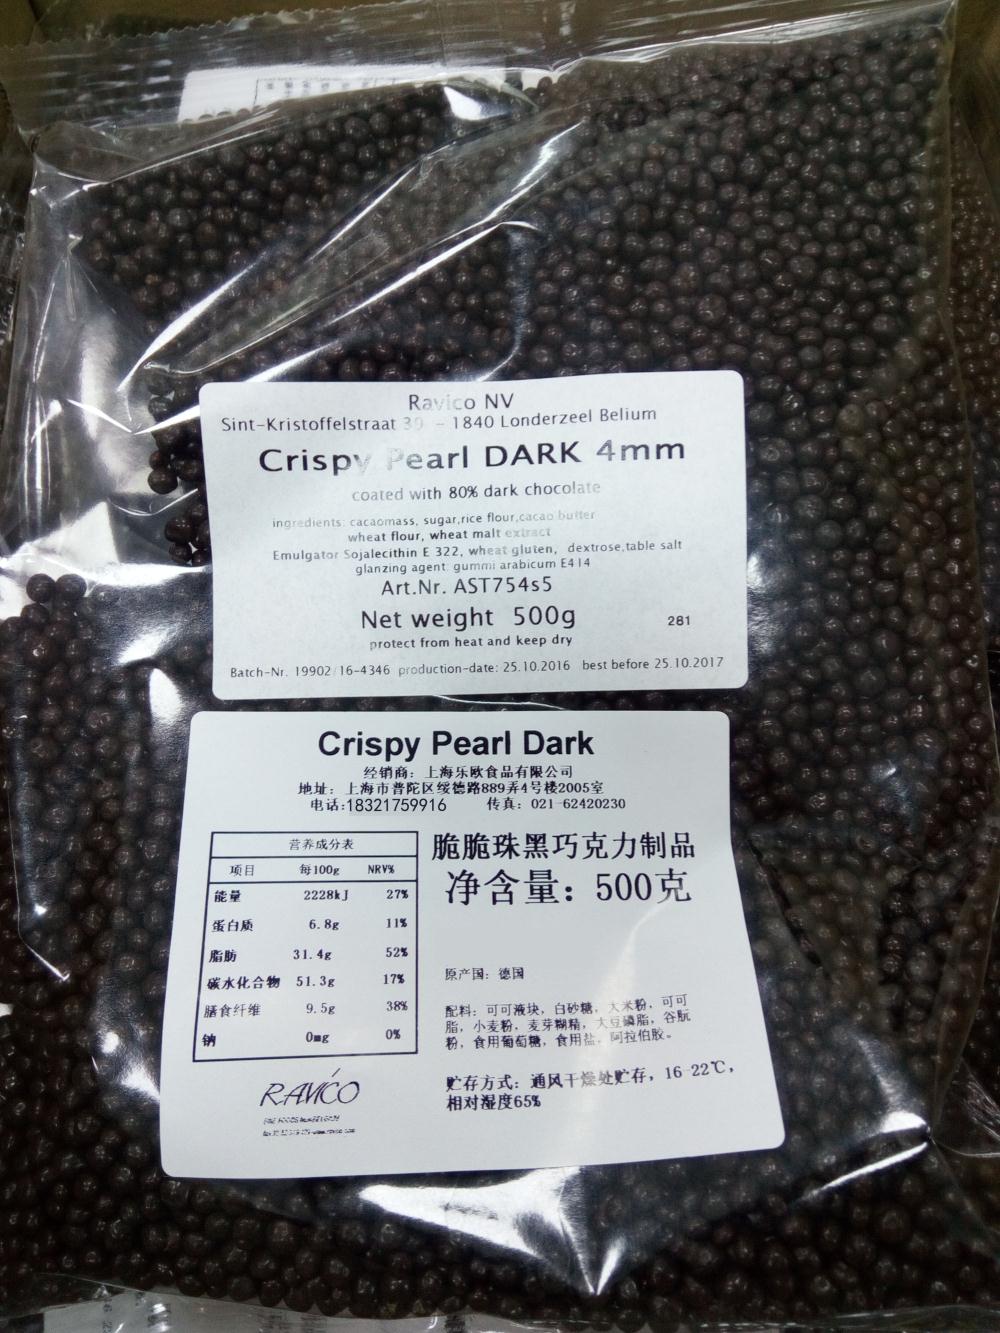 Ravico NV
Sint-Kristoffelstraat 39 - 1840 Londerzeel Belium
Crispy Pearl DARK 4mm
coated with 80% dark chocolate
ingredients: cacaomass, sugar,rice flour,cacao butter
wheat flour, wheat malt extract
Emulgator Sojalecithin E 322, wheat gluten, dextrose,table salt
glanzing agent: gummi arabicum E414
Art.Nr. AST754s5
Net weight 500g
281
protect from heat and keep dry
Batch-Nr. 19902 16-4346 production-date: 25.10.2016 best before 25.10.2017
Crispy Pearl Dark
经销商：上海乐欧食品有限公司
地址：上海市普陀区绥德路889弄4号楼2005室
电话:18321759916 传真：021-62420230
营养成分表
项目 每100g NRV%
能量 2228kJ 27%
蛋白质 6.8g 11%
脂肪 31.4g 52%
碳水化合物 51.3g 17%
膳食纤维 9.5g 38%
钠 0mg 0%
脆脆珠黑巧克力制品
净含量：500克
原产国：德国
配料：可可液块，白砂糖，大米粉，可可
脂，小麦粉，麦芽糊精，大豆磷脂，谷朊
粉，食用葡萄糖，食用盐，阿拉伯胶。
贮存方式：通风干燥处贮存，16-22℃，
相对湿度65%
RAVICO